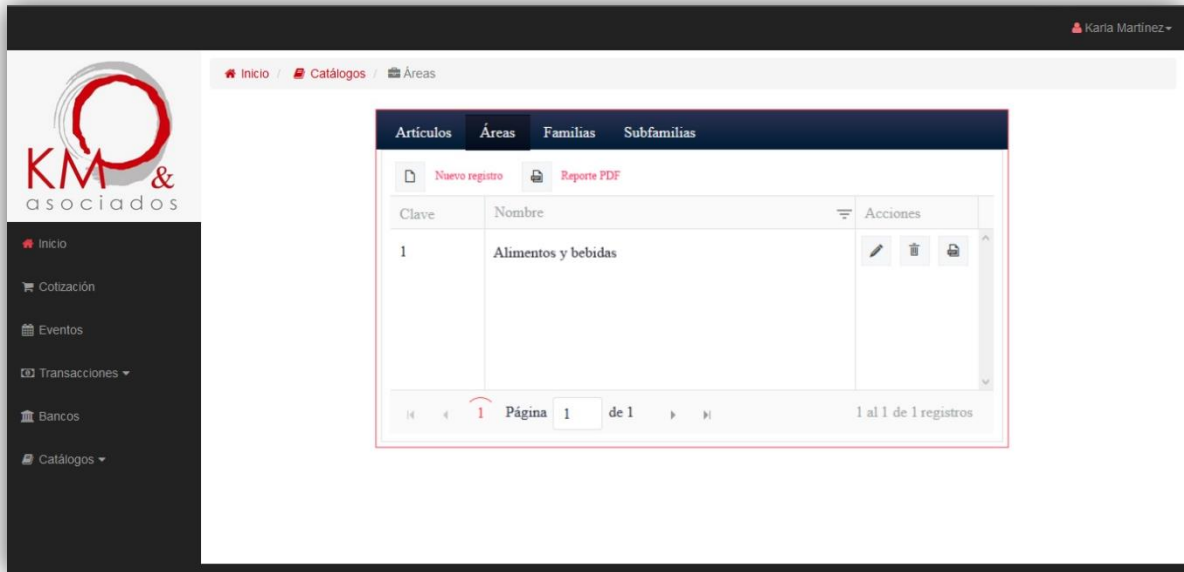 Karla Martínez
KM &
asociados
Inicio / Catálogos / Áreas
Inicio
Cotización
Eventos
Transacciones
Bancos
Catálogos
Artículos Áreas Familias Subfamilias
Nuevo registro Reporte PDF
Clave Nombre Acciones
1 Alimentos y bebidas
1 Página 1 de 1 1 al 1 de 1 registros